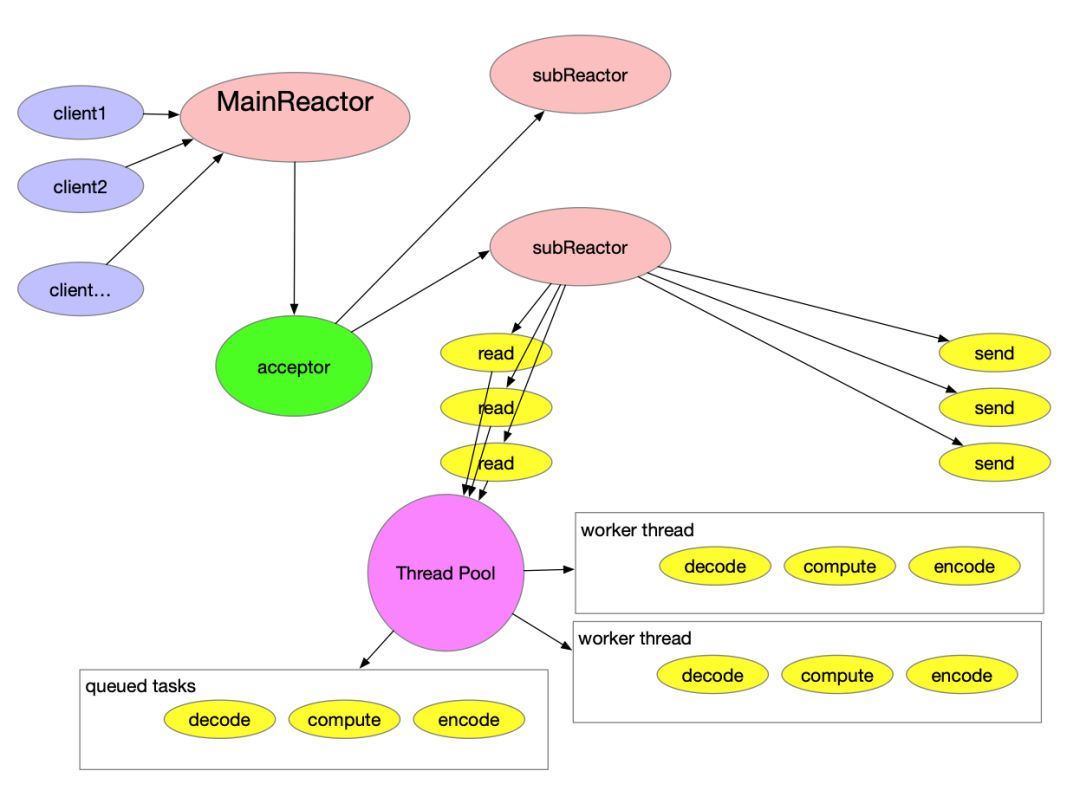 subReactor
MainReactor
client1
client2
subReactor
client...
acceptor
read
send
read
send
read
send
worker thread
Thread Pool
decode
compute
encode
worker thread
decode
compute
encode
queued tasks
decode
compute
encode